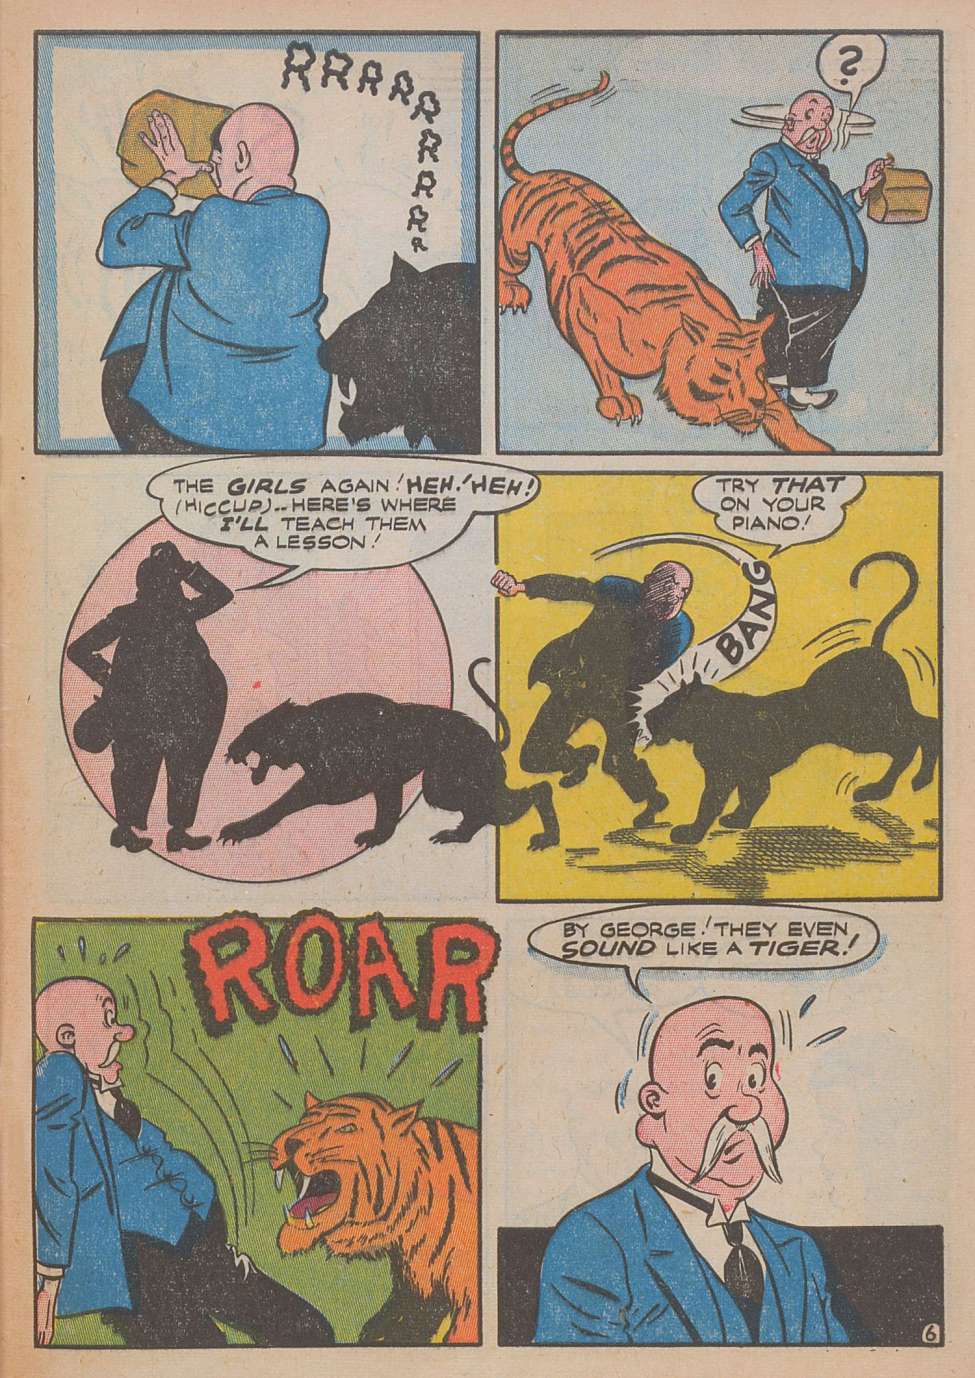 RRRRRRRRR
?
THE GIRLS AGAIN! HEH! HEH!
(HICCUP)..HERE'S WHERE
I'LL TEACH THEM
A LESSON!
TRY THAT
ON YOUR
PIANO!
BANG
ROAR
BY GEORGE! THEY EVEN
SOUND LIKE A TIGER!
6